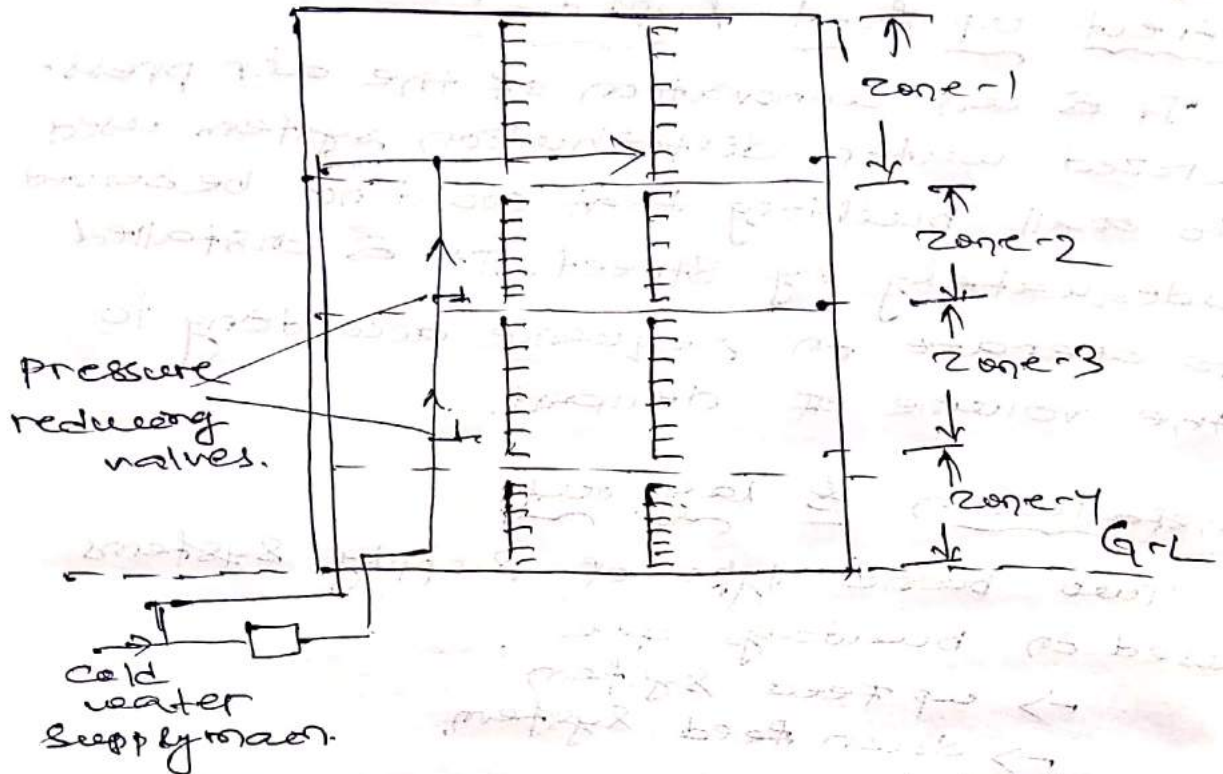 zone-1
zone-2
pressure
reducing
valves.
zone-3
zone-4
G-L
cold
water
supply main.